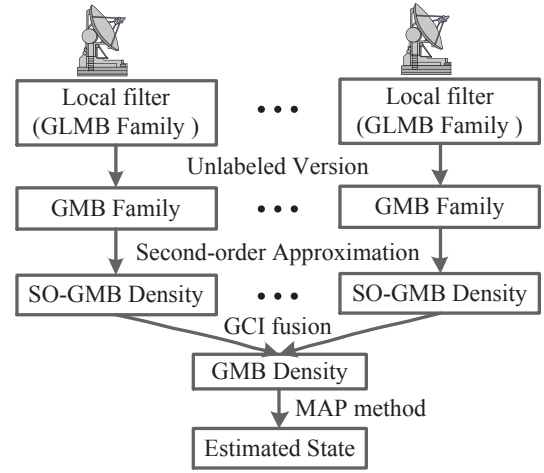 Local filter
(GLMB Family )
• • •
Local filter
(GLMB Family )
Unlabeled Version
GMB Family
• • •
GMB Family
Second-order Approximation
SO-GMB Density
• • •
SO-GMB Density
GCI fusion
GMB Density
MAP method
Estimated State